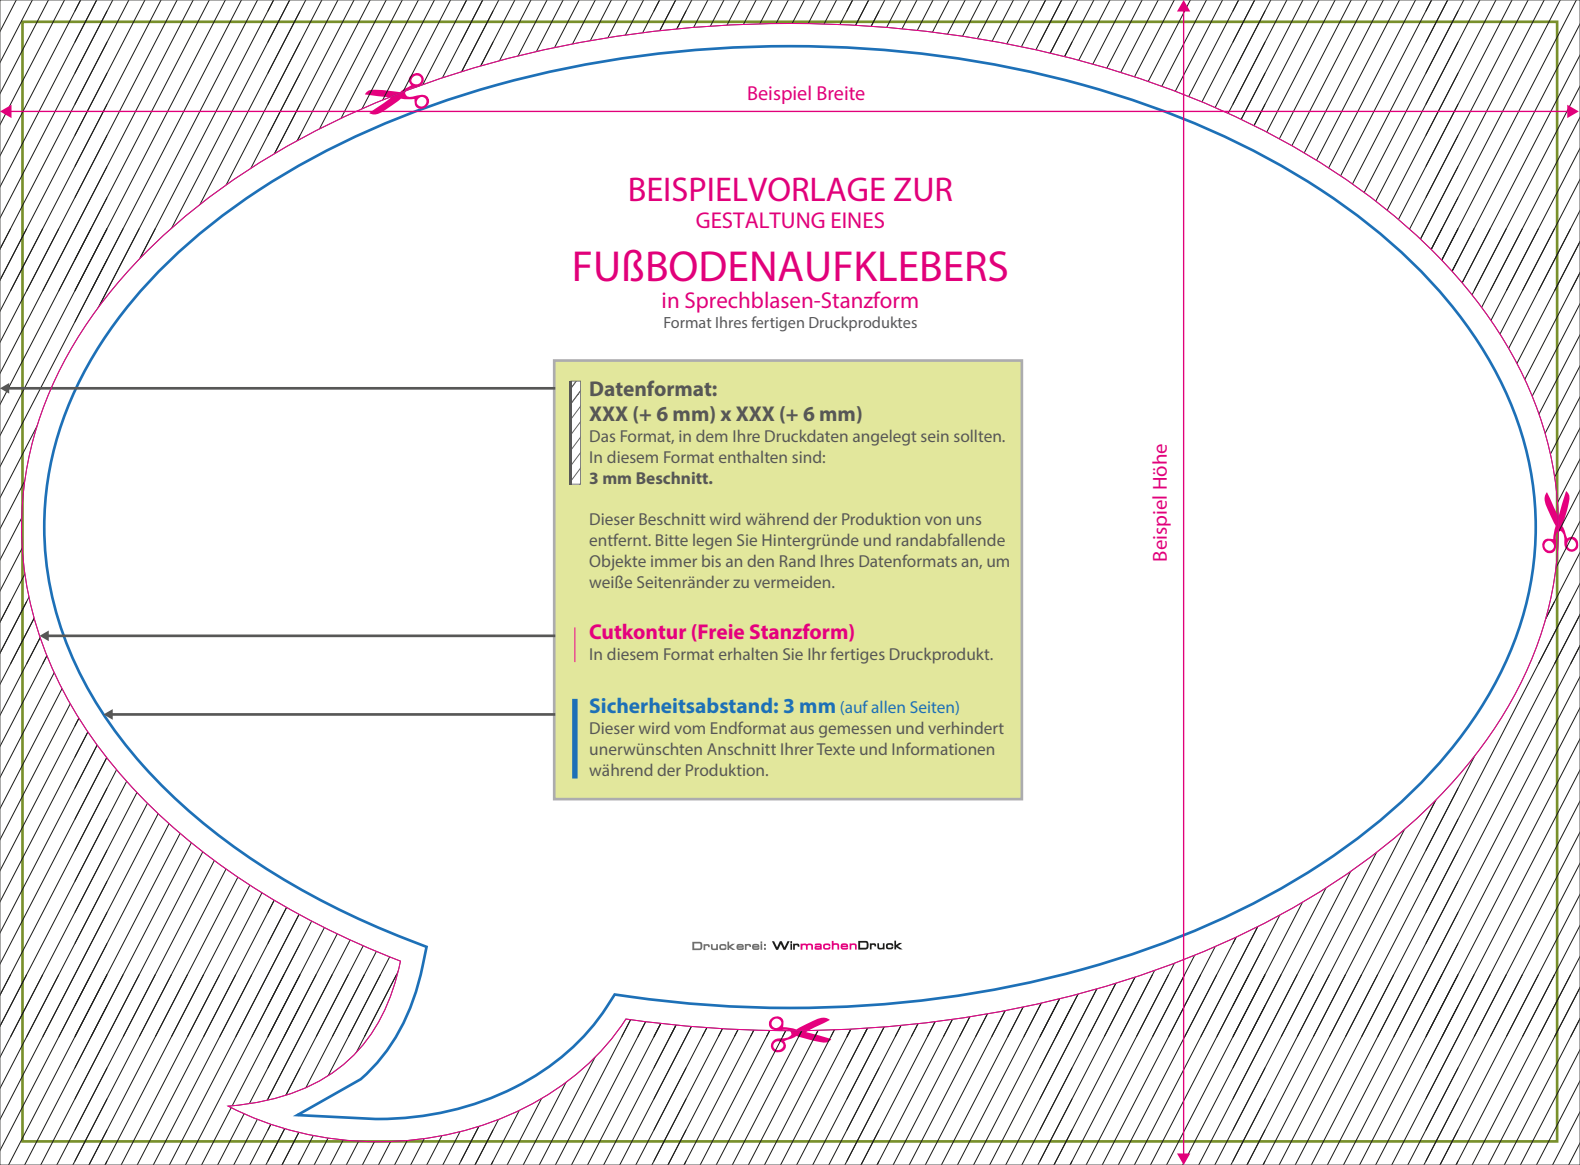 Beispiel Breite
BEISPIELVORLAGE ZUR
GESTALTUNG EINES
FUßBODENAUFKLEBERS
in Sprechblasen-Stanzform
Format Ihres fertigen Druckproduktes
Datenformat:
XXX (+ 6 mm) x XXX (+ 6 mm)
Das Format, in dem Ihre Druckdaten angelegt sein sollten.
In diesem Format enthalten sind:
3 mm Beschnitt.
Dieser Beschnitt wird während der Produktion von uns
entfernt. Bitte legen Sie Hintergründe und randabfallende
Objekte immer bis an den Rand Ihres Datenformats an, um
weiße Seitenränder zu vermeiden.
Cutkontur (Freie Stanzform)
In diesem Format erhalten Sie Ihr fertiges Druckprodukt.
Sicherheitsabstand: 3 mm (auf allen Seiten)
Dieser wird vom Endformat aus gemessen und verhindert
unerwünschten Anschnitt Ihrer Texte und Informationen
während der Produktion.
Beispiel Höhe
Druckerei: WirmachenDruck